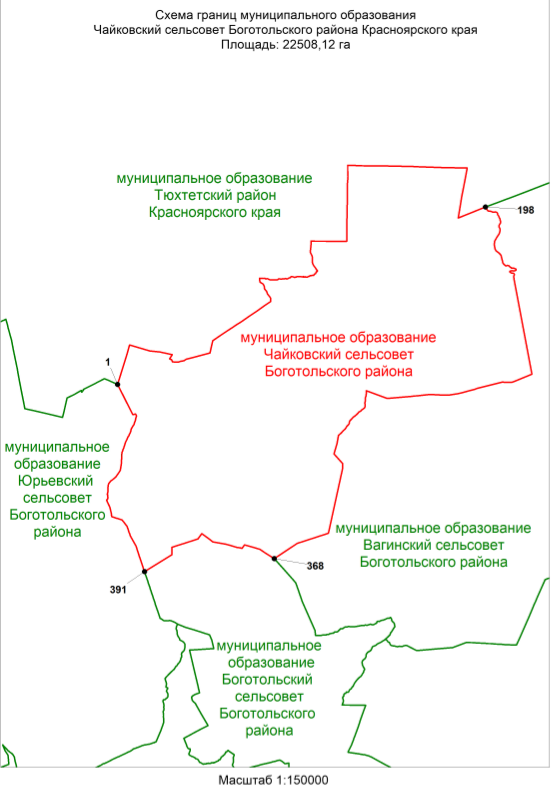 Схема границ муниципального образования
Чайковский сельсовет Боготольского района Красноярского края
Площадь: 22508,12 га
муниципальное образование
Тюхтетский район
Красноярского края
198
муниципальное образование
Чайковский сельсовет
Боготольского района
1
муниципальное
образование
Юрьевский
сельсовет
Боготольского
района
муниципальное образование
Вагинский сельсовет
Боготольского района
368
391
муниципальное
образование
Боготольский
сельсовет
Боготольского
района
Масштаб 1:150000